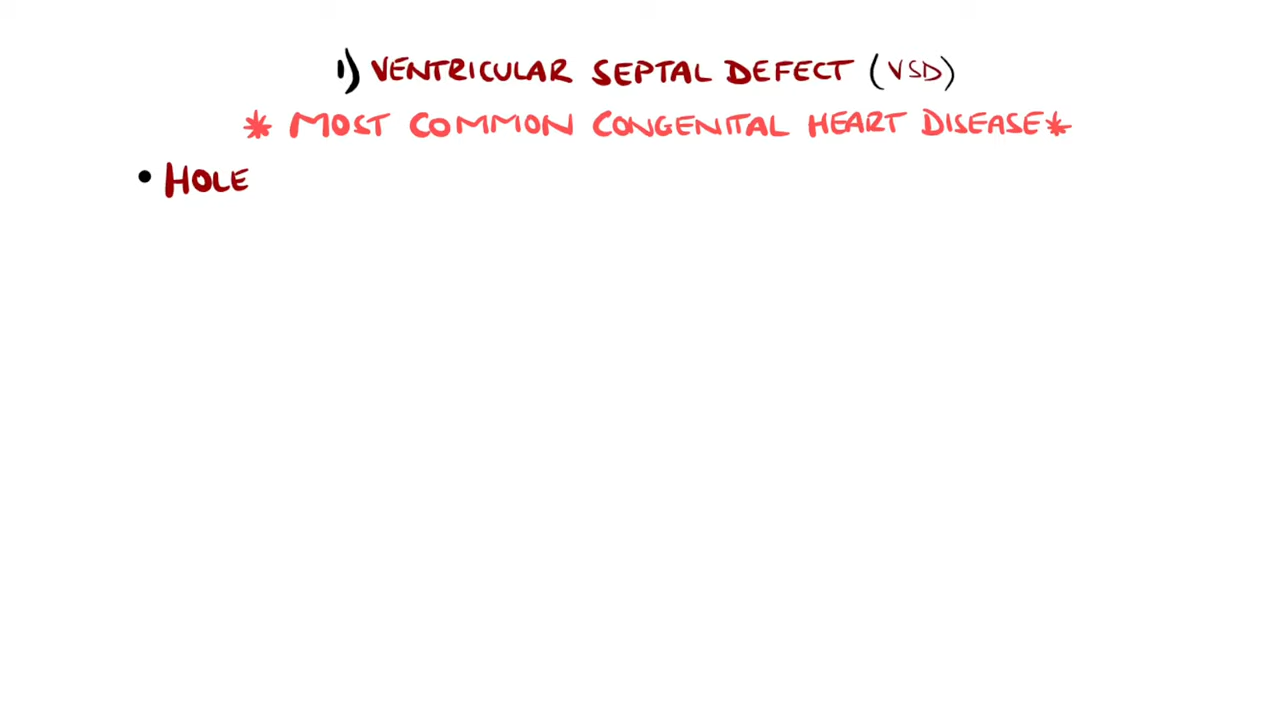 1) VENTRICULAR SEPTAL DEFECT (VSD)
* MOST COMMON CONGENITAL HEART DISEASE *
• HOLE